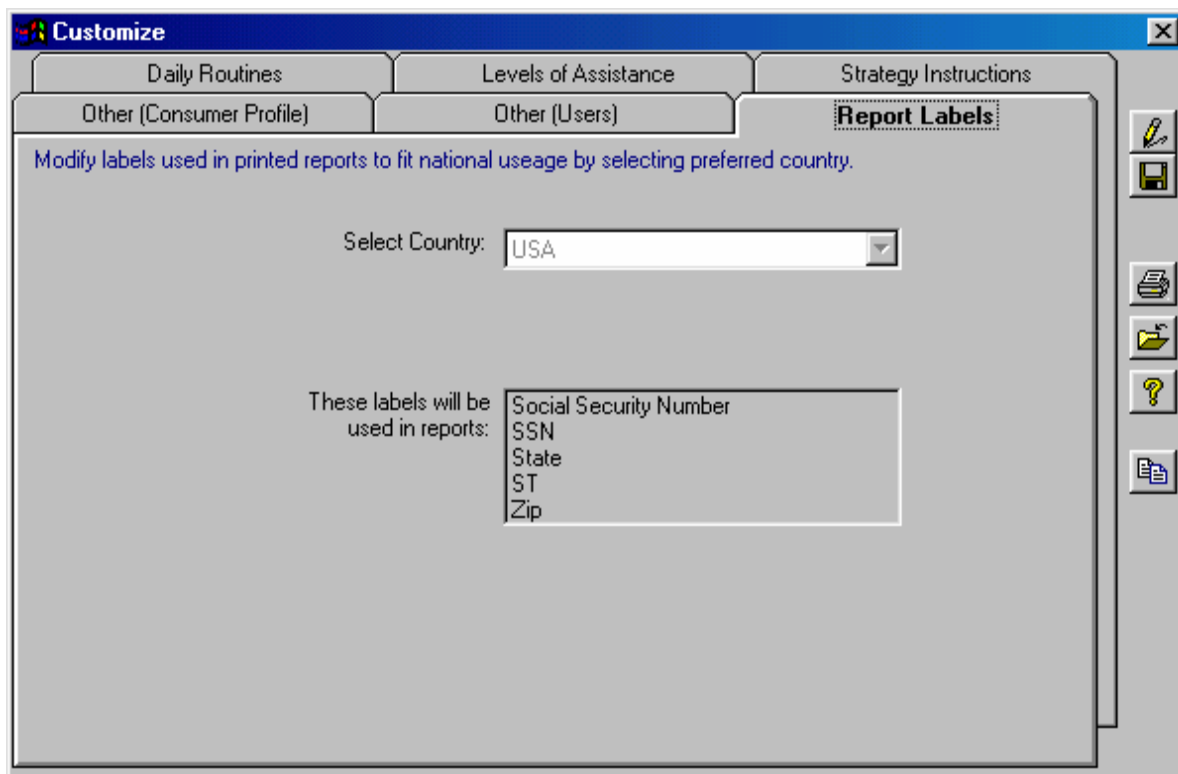 Customize
Daily Routines
Levels of Assistance
Strategy Instructions
Other (Consumer Profile)
Other (Users)
Report Labels
Modify labels used in printed reports to fit national useage by selecting preferred country.
Select Country:
USA
These labels will be
used in reports:
Social Security Number
SSN
State
ST
Zip